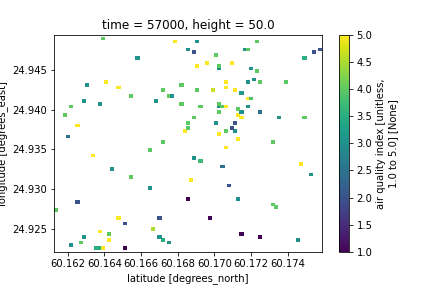 time = 57000, height = 50.0
24.945
24.940
24.935
24.930
24.925
longitude [degrees_east]
60.162 60.164 60.166 60.168 60.170 60.172 60.174
latitude [degrees_north]
5.0
4.5
4.0
3.5
3.0
2.5
2.0
1.5
1.0
air quality index [unitless,
1.0 to 5.0] [None]